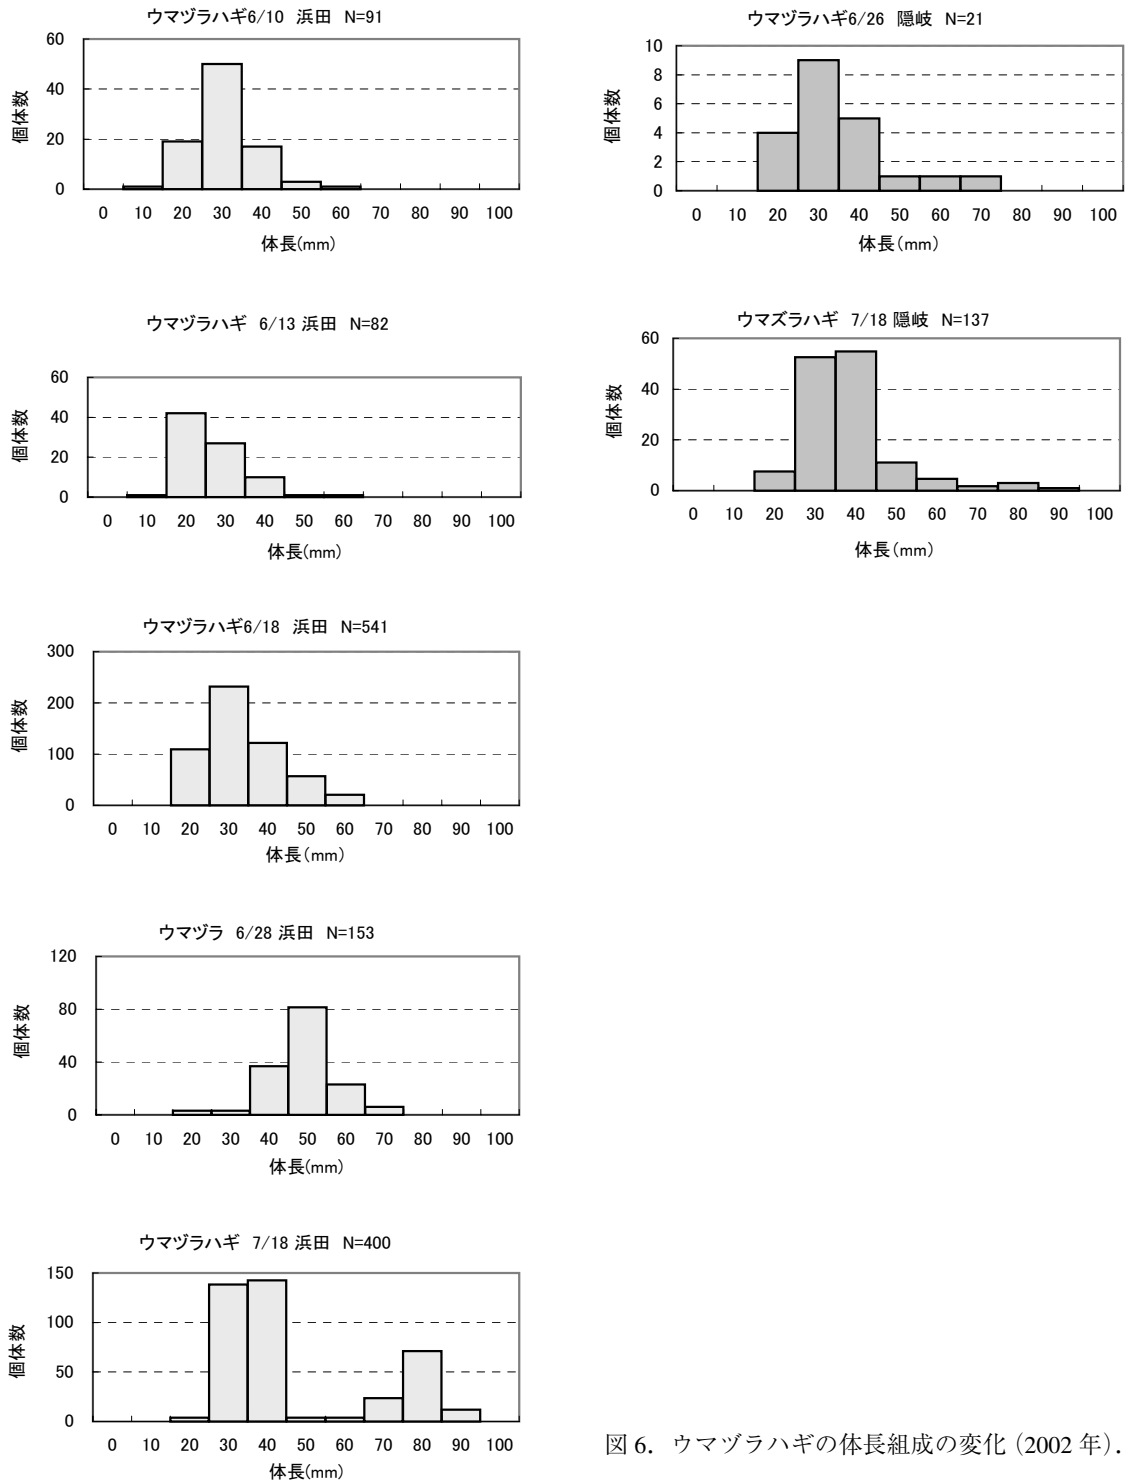 ウマヅラハギ6/10 浜田 N=91
60
40
20
0
個体数
0 10 20 30 40 50 60 70 80 90 100
体長(mm)
ウマヅラハギ6/26 隠岐 N=21
10
8
6
4
2
0
個体数
0 10 20 30 40 50 60 70 80 90 100
体長(mm)
ウマヅラハギ 6/13 浜田 N=82
60
40
20
0
個体数
0 10 20 30 40 50 60 70 80 90 100
体長(mm)
ウマズラハギ 7/18 隠岐 N=137
60
40
20
0
個体数
0 10 20 30 40 50 60 70 80 90 100
体長(mm)
ウマヅラハギ6/18 浜田 N=541
300
200
100
0
個体数
0 10 20 30 40 50 60 70 80 90 100
体長(mm)
ウマヅラ 6/28 浜田 N=153
120
80
40
0
個体数
0 10 20 30 40 50 60 70 80 90 100
体長(mm)
ウマヅラハギ 7/18 浜田 N=400
150
100
50
0
個体数
0 10 20 30 40 50 60 70 80 90 100
体長(mm)
図 6. ウマヅラハギの体長組成の変化 (2002 年).